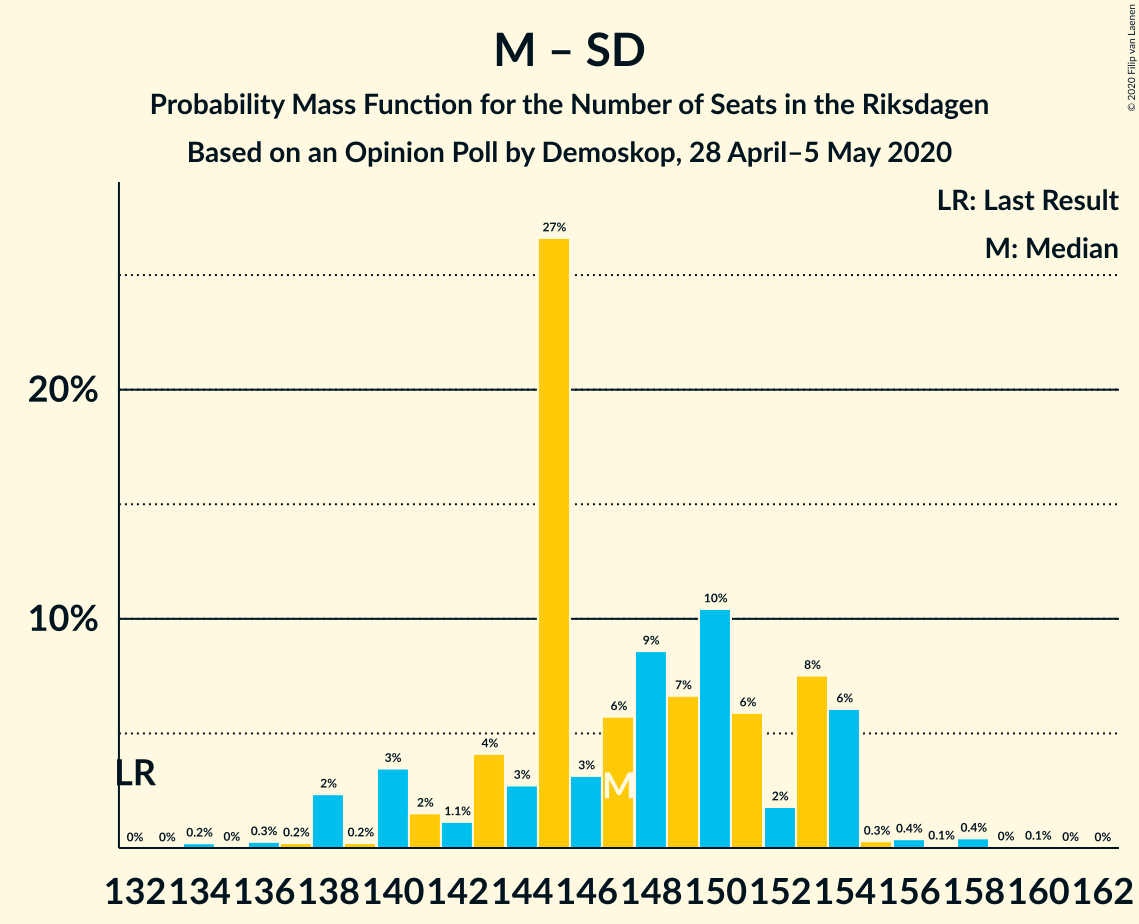 © 2020 Filip van Laenen
M – SD
Probability Mass Function for the Number of Seats in the Riksdagen
Based on an Opinion Poll by Demoskop, 28 April–5 May 2020
LR: Last Result
M: Median
20%
10%
LR
M
0% 0% 0.2% 0% 0.3% 0.2% 2% 0.2% 3% 2% 1.1% 4% 3% 27% 3% 6% 9% 7% 10% 6% 2% 8% 6% 0.3% 0.4% 0.1% 0.4% 0% 0.1% 0% 0%
132 134 136 138 140 142 144 146 148 150 152 154 156 158 160 162